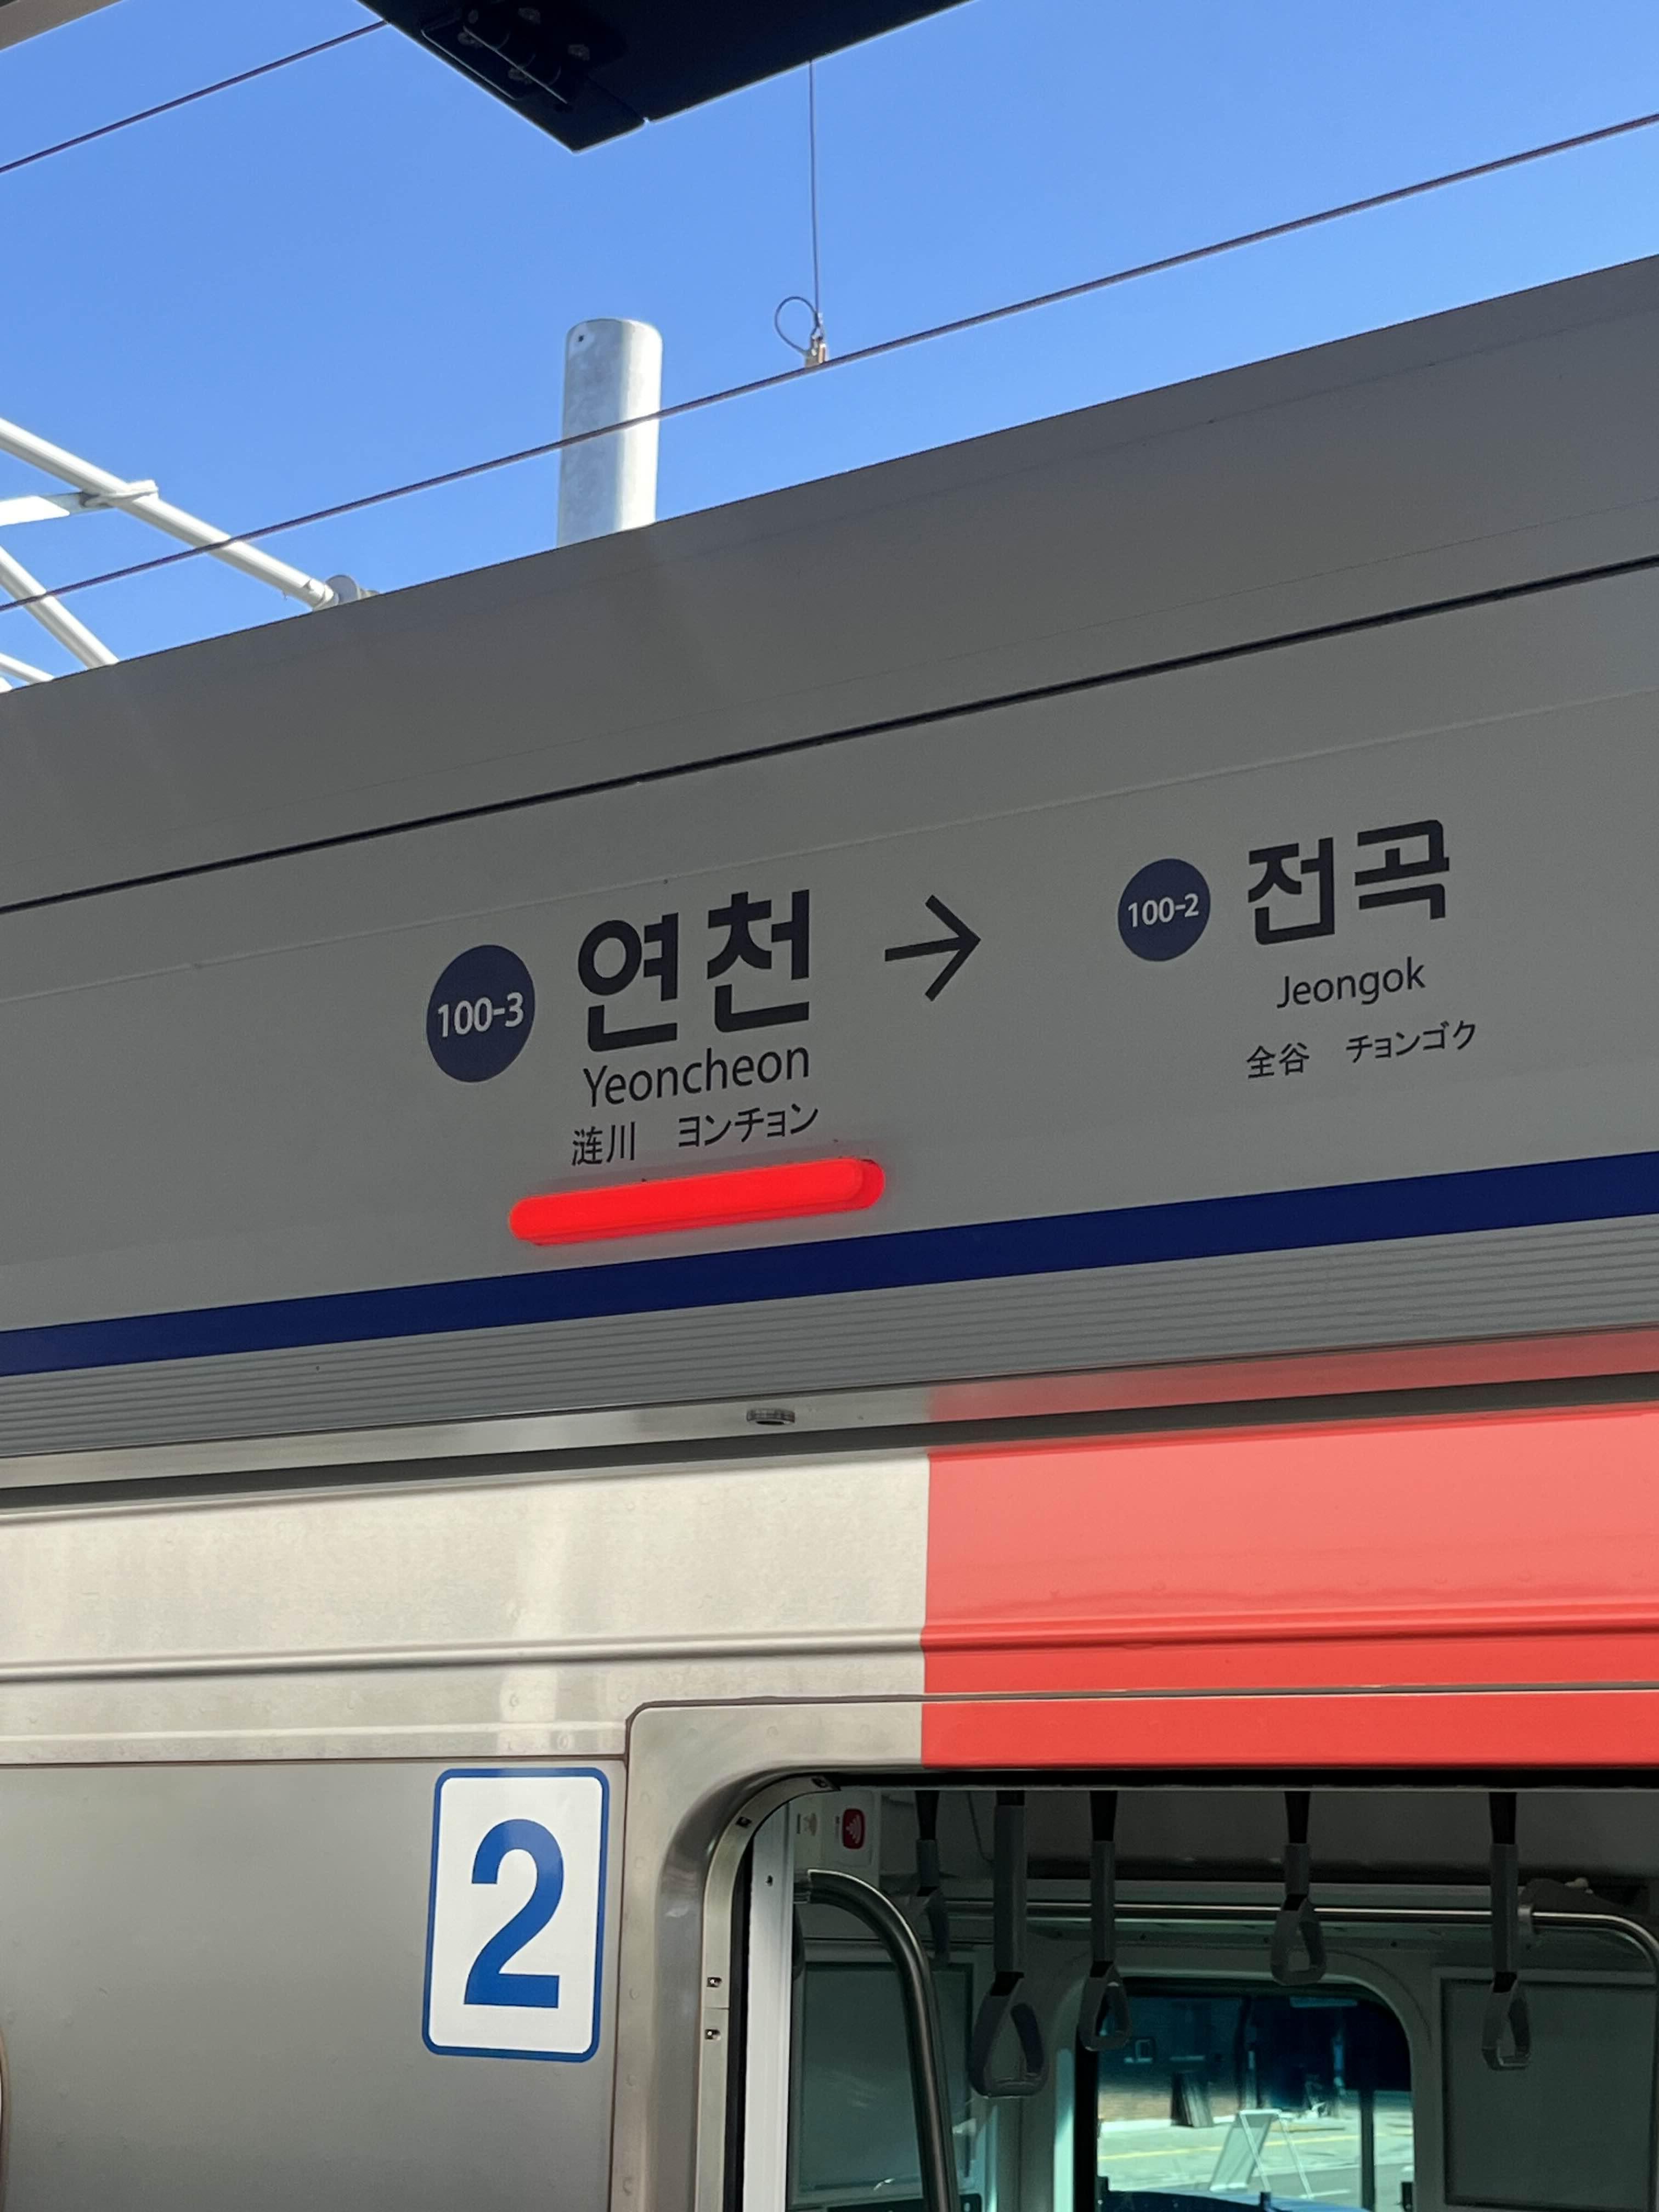 100-3 연천
Yeoncheon
涟川 ヨンチョン
→
100-2 전곡
Jeongok
全谷 チョンゴク
2